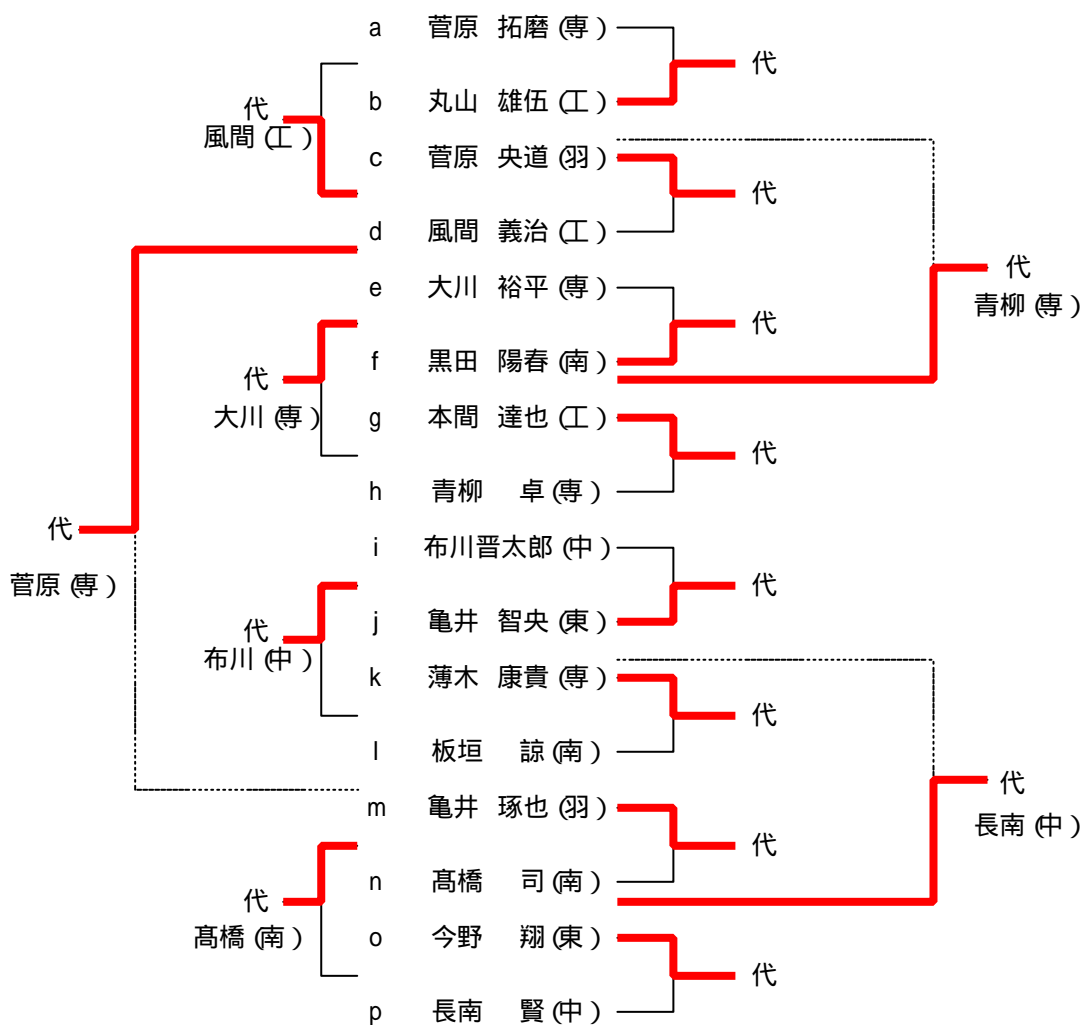 a 菅原 拓磨(専)
代
b 丸山 雄伍(工)
代
風間(工)
c 菅原 央道(羽)
代
d 風間 義治(工)
代
青柳(専)
e 大川 裕平(専)
代
f 黒田 陽春(南)
代
大川(専)
g 本間 達也(工)
代
h 青柳 卓(専)
代
菅原(専)
i 布川晋太郎(中)
代
j 亀井 智央(東)
代
布川(中)
k 薄木 康貴(専)
代
l 板垣 諒(南)
代
長南(中)
m 亀井 琢也(羽)
代
n 髙橋 司(南)
代
髙橋(南)
o 今野 翔(東)
代
p 長南 賢(中)